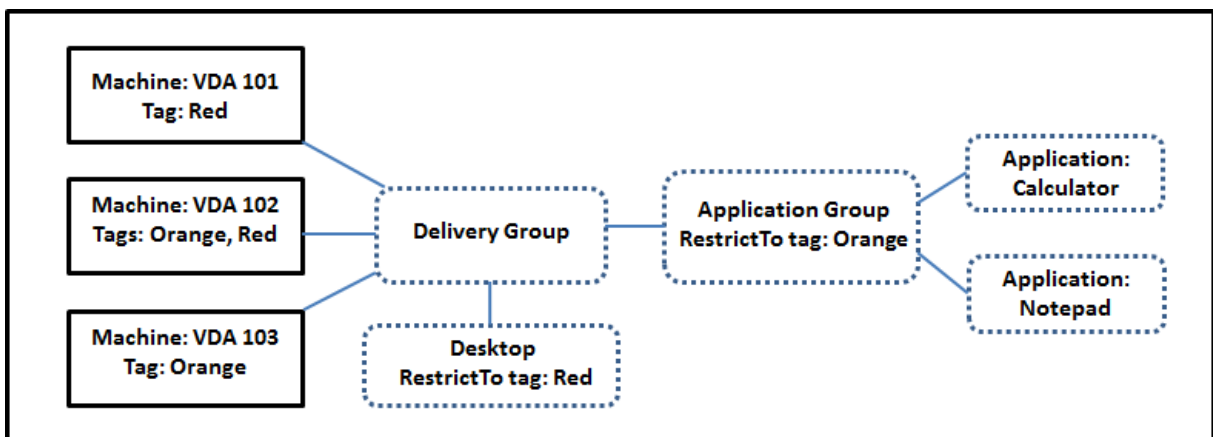 Machine: VDA 101
Tag: Red
Machine: VDA 102
Tags: Orange, Red
Machine: VDA 103
Tag: Orange
Delivery Group
Desktop
RestrictTo tag: Red
Application Group
RestrictTo tag: Orange
Application:
Calculator
Application:
Notepad